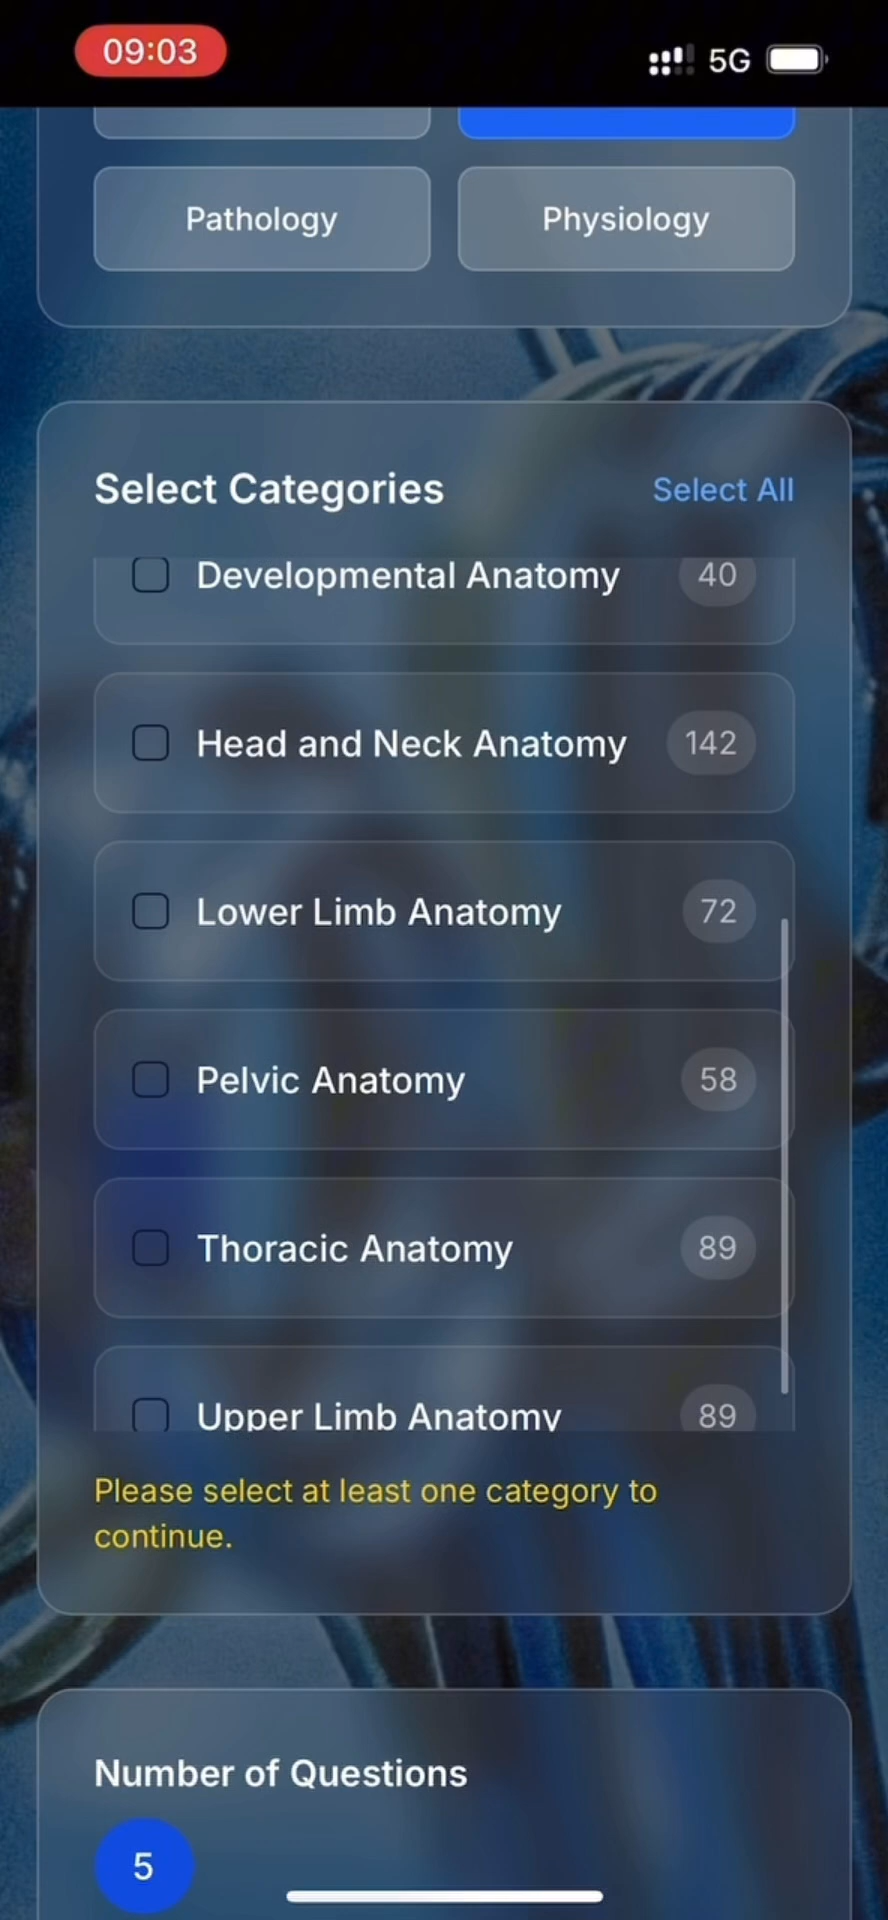 09:03
5G
Pathology
Physiology
Select Categories
Select All
Developmental Anatomy
40
Head and Neck Anatomy
142
Lower Limb Anatomy
72
Pelvic Anatomy
58
Thoracic Anatomy
89
Upper Limb Anatomy
89
Please select at least one category to
continue.
Number of Questions
5